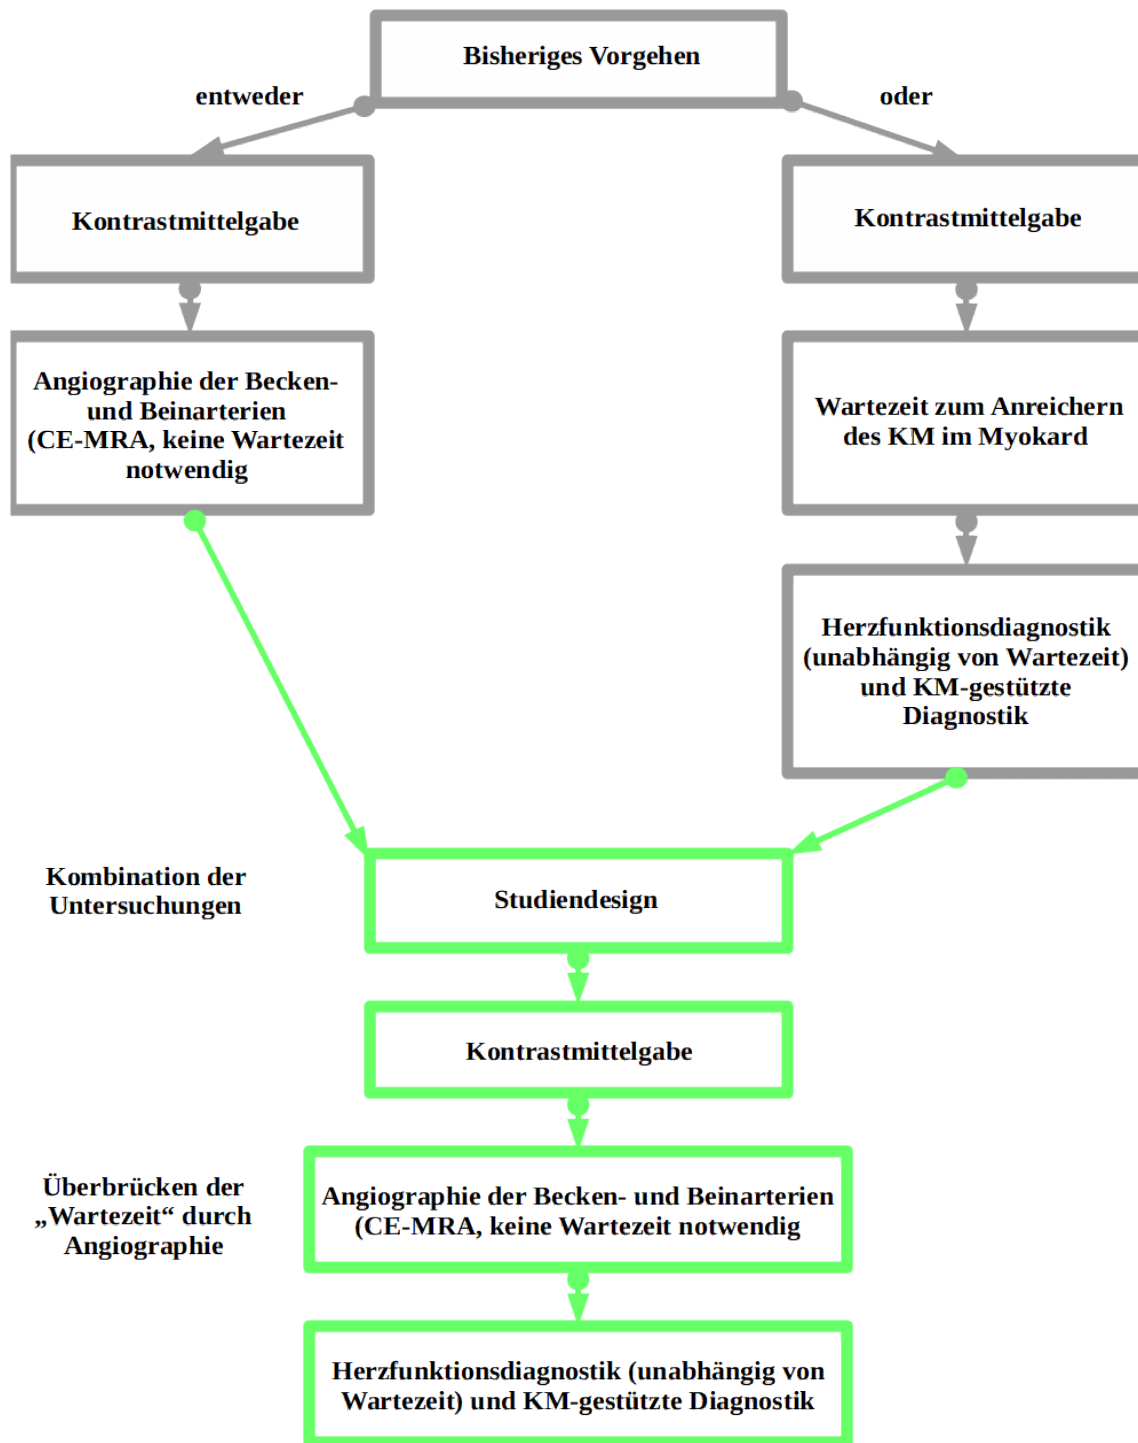 Bisheriges Vorgehen
entweder
oder
Kontrastmittelgabe
Kontrastmittelgabe
Angiographie der Becken-
und Beinarterien
(CE-MRA, keine Wartezeit
notwendig
Wartezeit zum Anreichern
des KM im Myokard
Herzfunktionsdiagnostik
(unabhängig von Wartezeit)
und KM-gestützte
Diagnostik
Kombination der
Untersuchungen
Studiendesign
Kontrastmittelgabe
Überbrücken der
„Wartezeit“ durch
Angiographie
Angiographie der Becken- und Beinarterien
(CE-MRA, keine Wartezeit notwendig
Herzfunktionsdiagnostik (unabhängig von
Wartezeit) und KM-gestützte Diagnostik